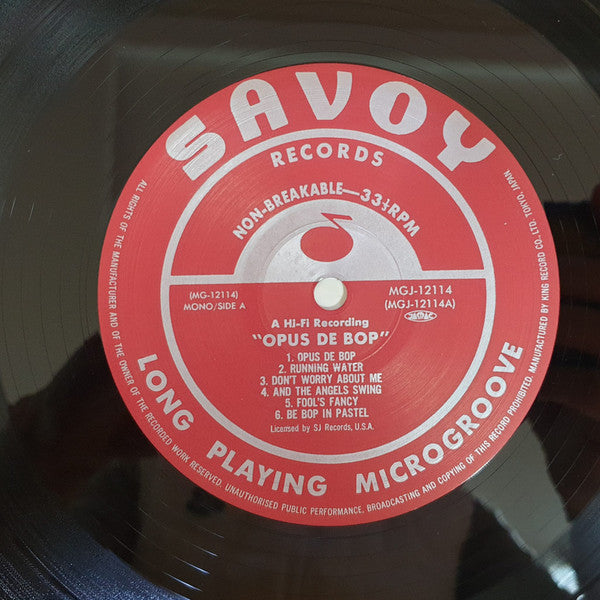 SAVOY
RECORDS
NON-BREAKABLE—33⅓RPM
(MG-12114)
MONO/SIDE A
MGJ-12114
(MGJ-12114A)
A Hi-Fi Recording
"OPUS DE BOP"
1. OPUS DE BOP
2. RUNNING WATER
3. DON'T WORRY ABOUT ME
4. AND THE ANGELS SWING
5. FOOL'S FANCY
6. BE BOP IN PASTEL
Licensed by SJ Records, U.S.A.
LONG PLAYING MICROGROOVE
ALL RIGHTS OF THE MANUFACTURER AND OF THE OWNER OF THE RECORDED WORK RESERVED. UNAUTHORISED PUBLIC PERFORMANCE, BROADCASTING AND COPYING OF THIS RECORD PROHIBITED. MANUFACTURED BY KING RECORD CO., LTD. TOKYO, JAPAN